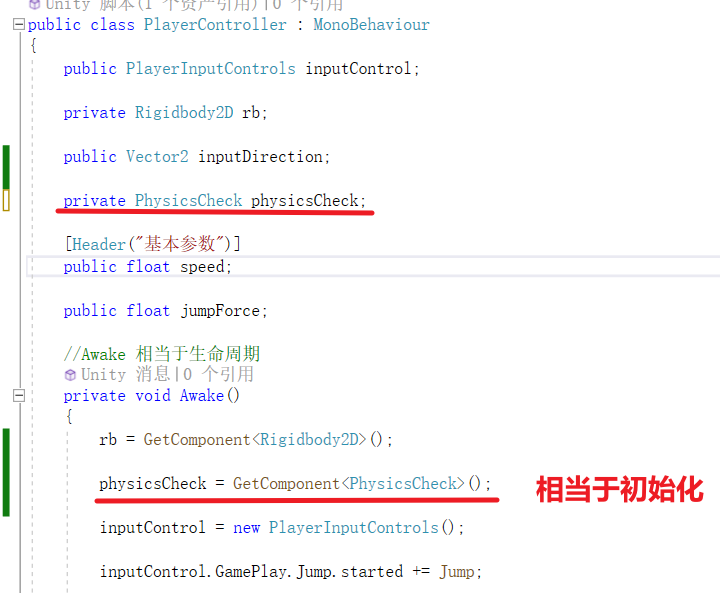 Unity 脚本(1 个资产引用)|0 个引用
public class PlayerController : MonoBehaviour
{
public PlayerInputControls inputControl;
private Rigidbody2D rb;
public Vector2 inputDirection;
private PhysicsCheck physicsCheck;
[Header("基本参数")]
public float speed;
public float jumpForce;
//Awake 相当于生命周期
Unity 消息|0 个引用
private void Awake()
{
rb = GetComponent<Rigidbody2D>();
physicsCheck = GetComponent<PhysicsCheck>();
相当于初始化
inputControl = new PlayerInputControls();
inputControl.GamePlay.Jump.started += Jump;